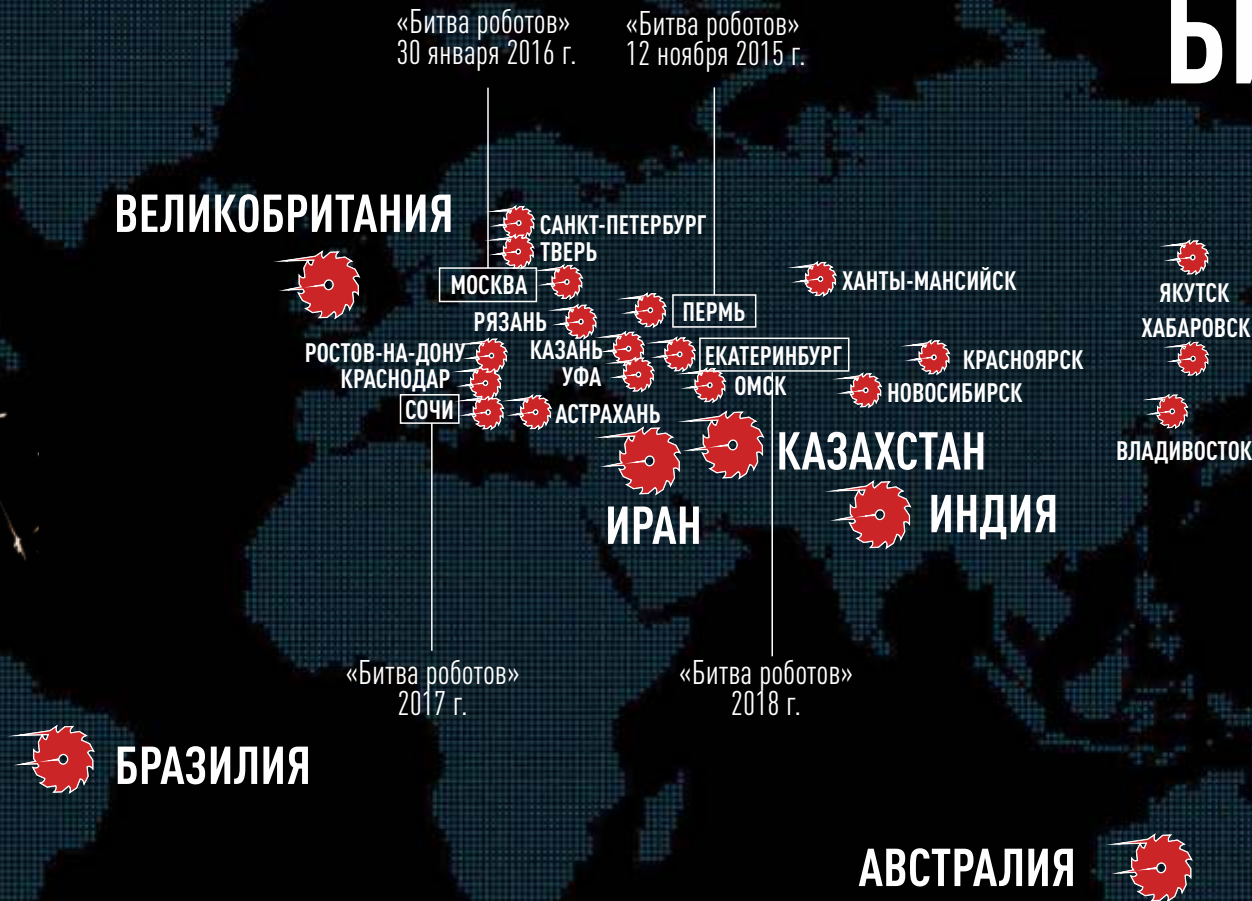 «Битва роботов»
30 января 2016 г.
«Битва роботов»
12 ноября 2015 г.
ВЕЛИКОБРИТАНИЯ
САНКТ-ПЕТЕРБУРГ
ТВЕРЬ
МОСКВА
ХАНТЫ-МАНСИЙСК
ЯКУТСК
РЯЗАНЬ
ПЕРМЬ
ХАБАРОВСК
РОСТОВ-НА-ДОНУ
КАЗАНЬ
ЕКАТЕРИНБУРГ
КРАСНОЯРСК
КРАСНОДАР
УФА
ОМСК
НОВОСИБИРСК
СОЧИ
АСТРАХАНЬ
ВЛАДИВОСТОК
КАЗАХСТАН
ИРАН
ИНДИЯ
«Битва роботов»
2017 г.
«Битва роботов»
2018 г.
БРАЗИЛИЯ
АВСТРАЛИЯ